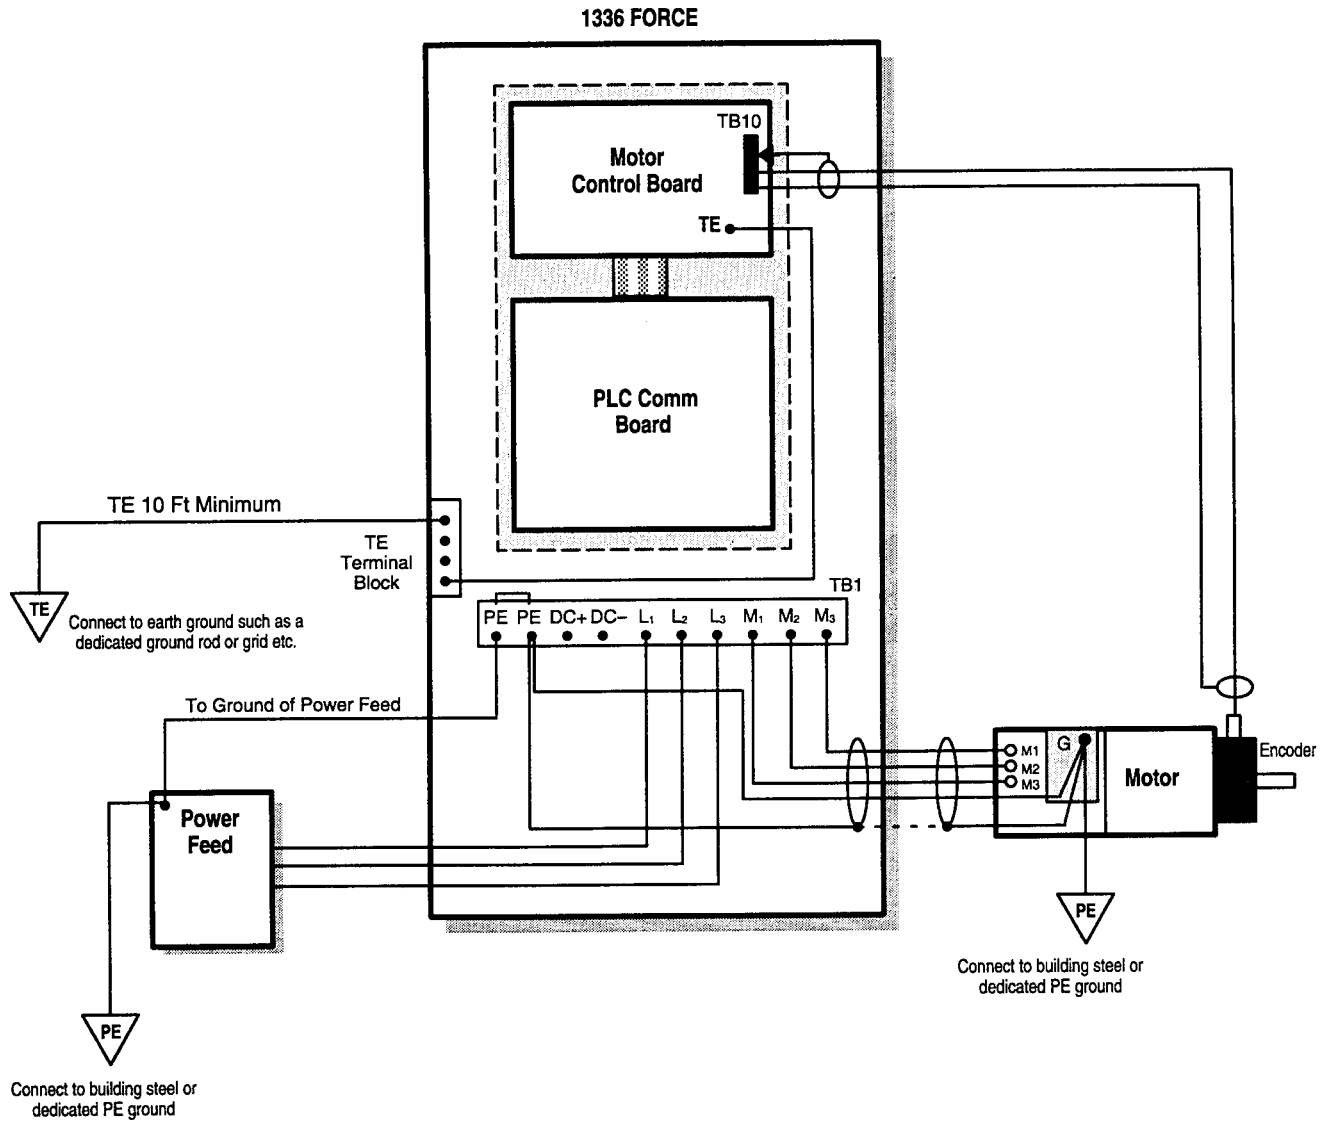 1336 FORCE
TB10
Motor
Control Board
TE
PLC Comm
Board
TE 10 Ft Minimum
TE
Terminal
Block
TE
Connect to earth ground such as a
dedicated ground rod or grid etc.
TB1
PE PE DC+ DC– L1 L2 L3 M1 M2 M3
To Ground of Power Feed
Power
Feed
M1
M2
M3
G
Motor
Encoder
PE
Connect to building steel or
dedicated PE ground
PE
Connect to building steel or
dedicated PE ground